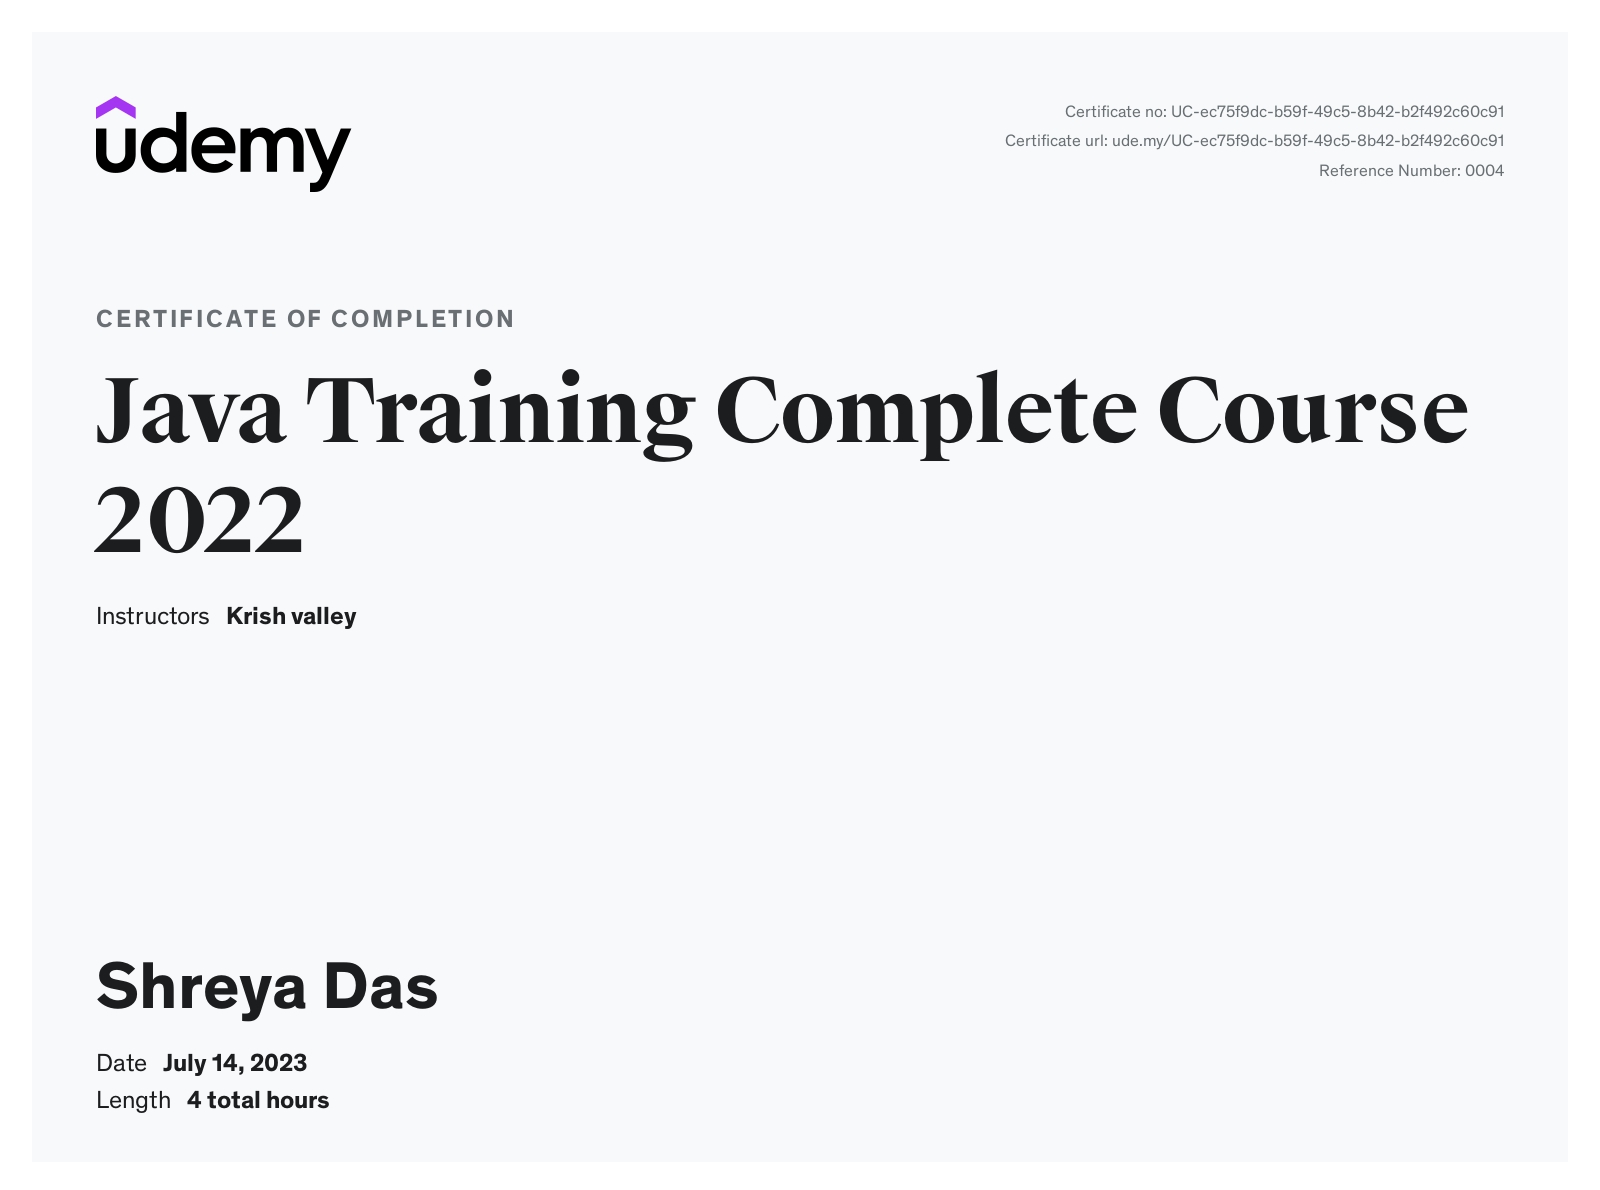 udemy
Certificate no: UC-ec75f9dc-b59f-49c5-8b42-b2f492c60c91
Certificate url: ude.my/UC-ec75f9dc-b59f-49c5-8b42-b2f492c60c91
Reference Number: 0004
CERTIFICATE OF COMPLETION
Java Training Complete Course
2022
Instructors Krish valley
Shreya Das
Date July 14, 2023
Length 4 total hours